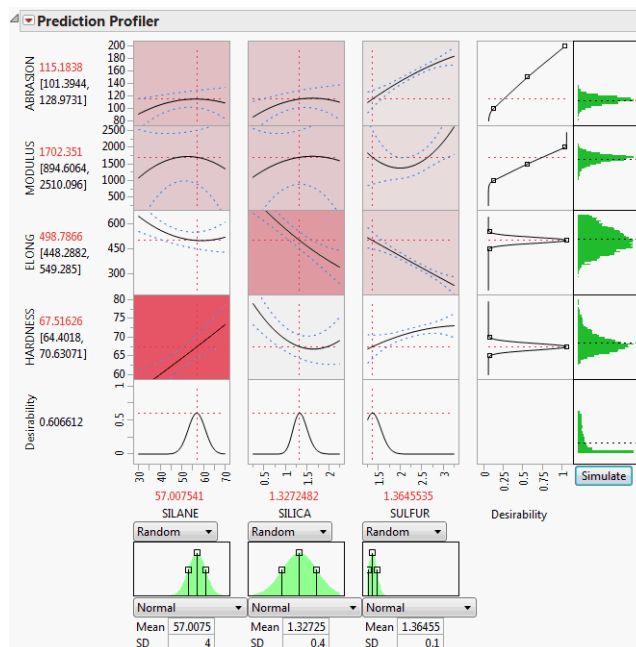 Prediction Profiler
ABRASION
115.1838
[101.3944,
128.9731]
200
180
160
140
120
100
80
MODULUS
1702.351
[894.6064,
2510.096]
2500
2000
1500
1000
500
ELONG
498.7866
[448.2882,
549.285]
600
450
300
HARDNESS
67.51626
[64.4018,
70.63071]
80
75
70
65
60
Desirability
0.606612
1
0.5
0
30 40 50 60 70 0.5 1 1.5 2 1.5 2 2.5 3 0 0.25 0.5 0.75 1 Simulate
57.007541 1.3272482 1.3645535
SILANE SILICA SULFUR Desirability
Random Random Random
Normal Normal Normal
Mean 57.0075 Mean 1.32725 Mean 1.36455
SD 4 SD 0.4 SD 0.1